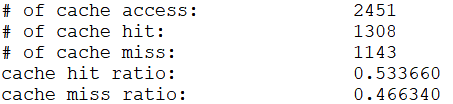 # of cache access: 2451
# of cache hit: 1308
# of cache miss: 1143
cache hit ratio: 0.533660
cache miss ratio: 0.466340